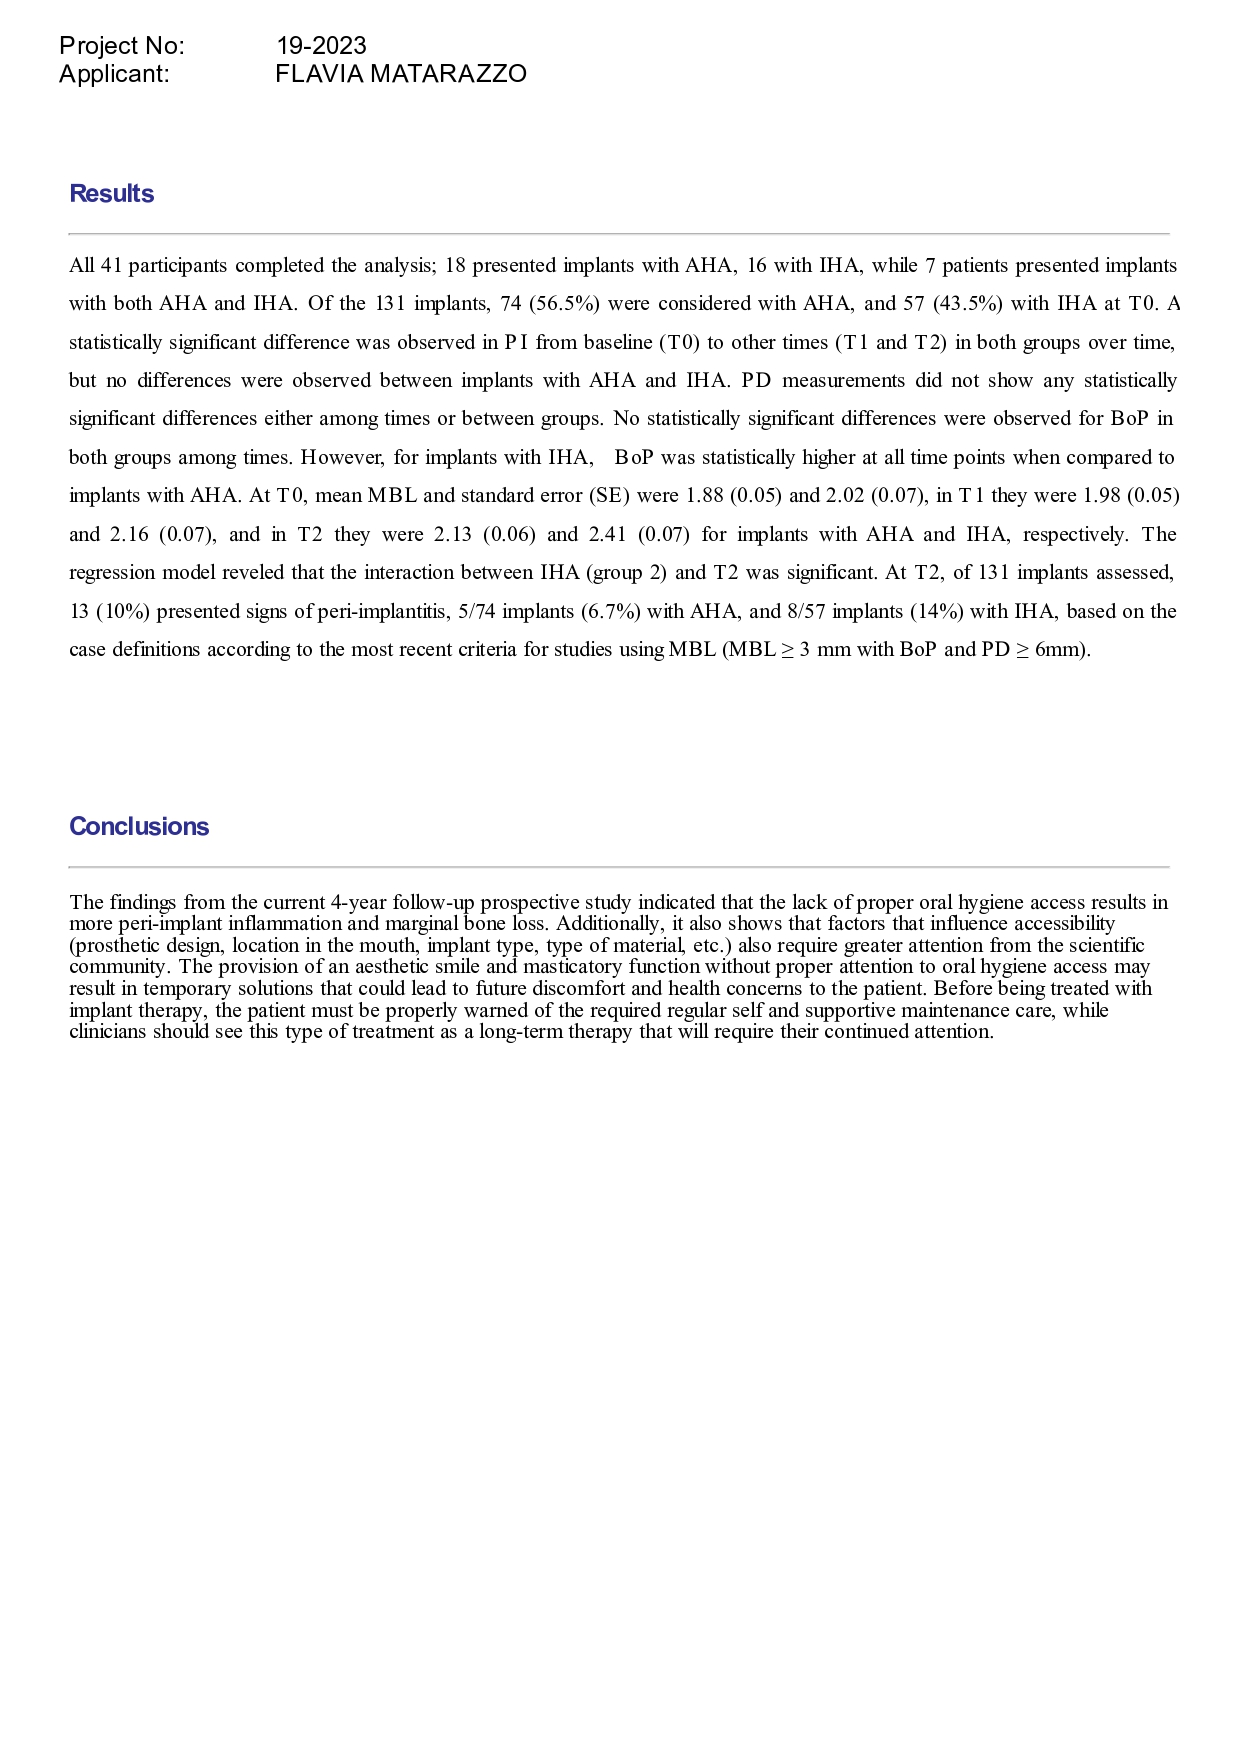 Project No: 19-2023
Applicant: FLAVIA MATARAZZO
Results
All 41 participants completed the analysis; 18 presented implants with AHA, 16 with IHA, while 7 patients presented implants
with both AHA and IHA. Of the 131 implants, 74 (56.5%) were considered with AHA, and 57 (43.5%) with IHA at T0. A
statistically significant difference was observed in PI from baseline (T0) to other times (T1 and T2) in both groups over time,
but no differences were observed between implants with AHA and IHA. PD measurements did not show any statistically
significant differences either among times or between groups. No statistically significant differences were observed for BoP in
both groups among times. However, for implants with IHA, BoP was statistically higher at all time points when compared to
implants with AHA. At T0, mean MBL and standard error (SE) were 1.88 (0.05) and 2.02 (0.07), in T1 they were 1.98 (0.05)
and 2.16 (0.07), and in T2 they were 2.13 (0.06) and 2.41 (0.07) for implants with AHA and IHA, respectively. The
regression model reveled that the interaction between IHA (group 2) and T2 was significant. At T2, of 131 implants assessed,
13 (10%) presented signs of peri-implantitis, 5/74 implants (6.7%) with AHA, and 8/57 implants (14%) with IHA, based on the
case definitions according to the most recent criteria for studies using MBL (MBL ≥ 3 mm with BoP and PD ≥ 6mm).
Conclusions
The findings from the current 4-year follow-up prospective study indicated that the lack of proper oral hygiene access results in
more peri-implant inflammation and marginal bone loss. Additionally, it also shows that factors that influence accessibility
(prosthetic design, location in the mouth, implant type, type of material, etc.) also require greater attention from the scientific
community. The provision of an aesthetic smile and masticatory function without proper attention to oral hygiene access may
result in temporary solutions that could lead to future discomfort and health concerns to the patient. Before being treated with
implant therapy, the patient must be properly warned of the required regular self and supportive maintenance care, while
clinicians should see this type of treatment as a long-term therapy that will require their continued attention.